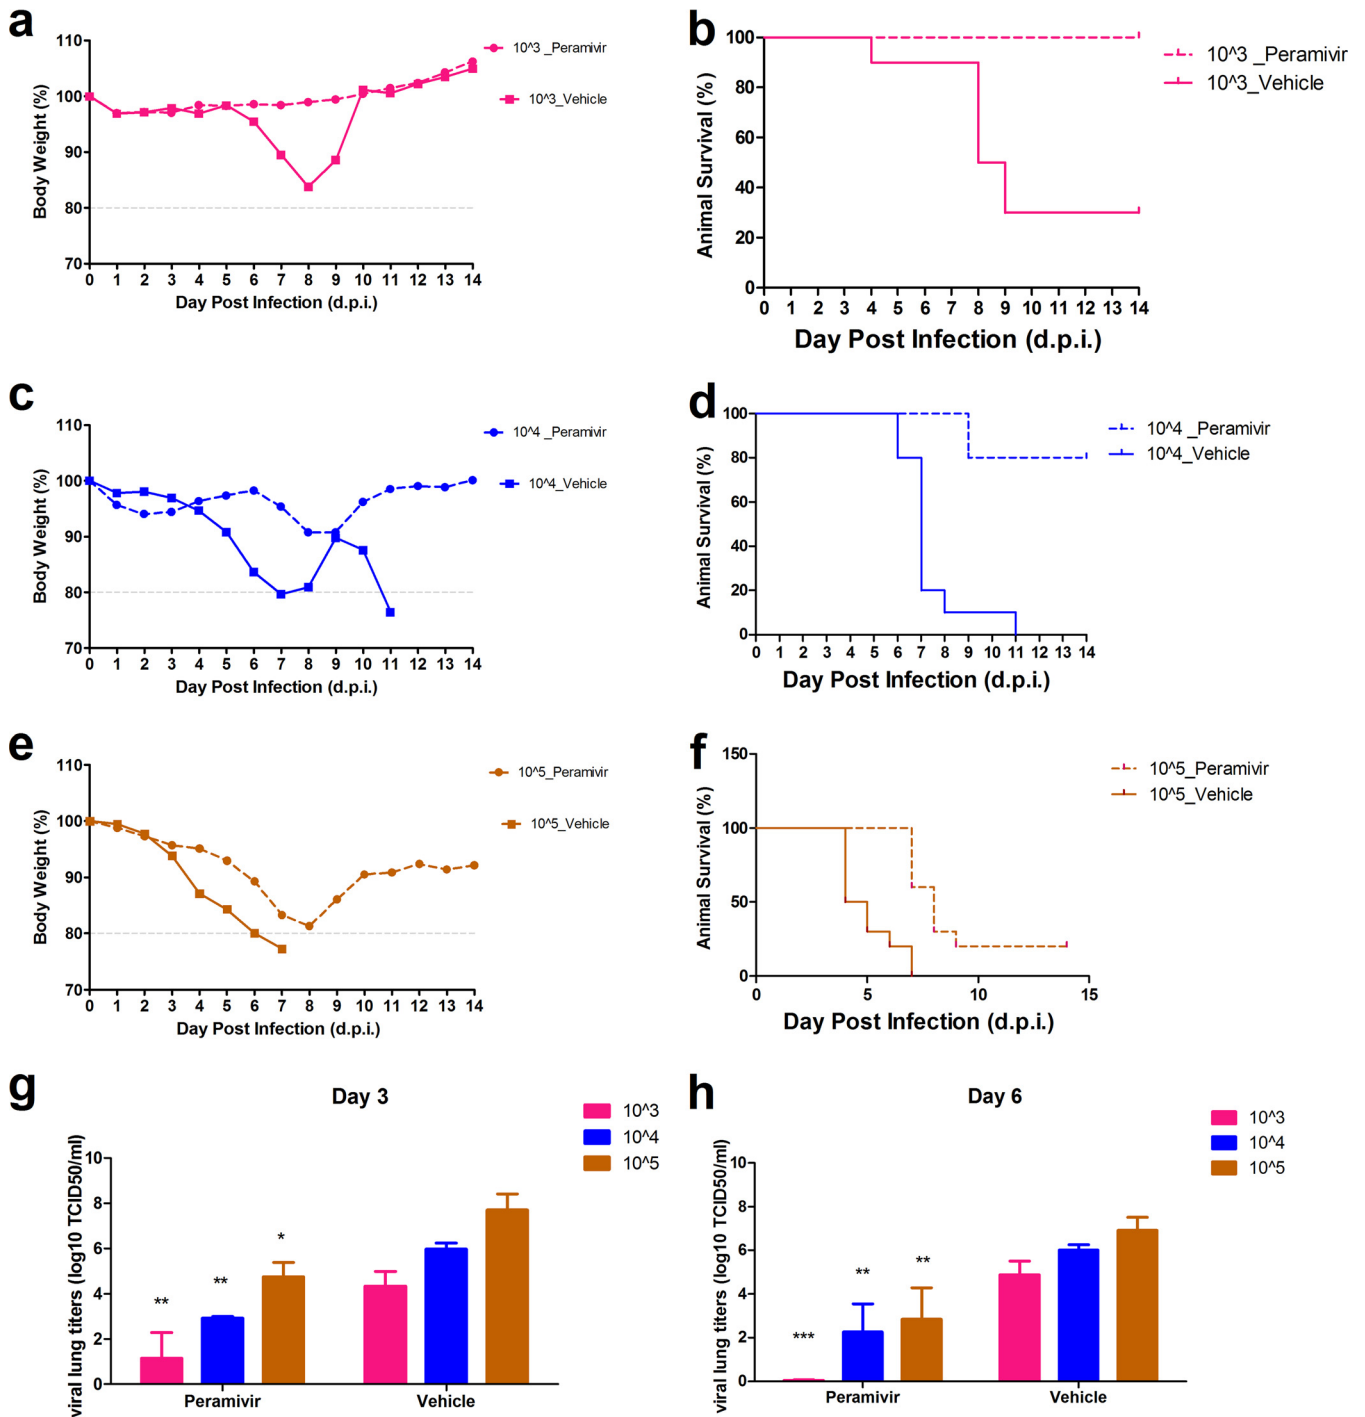 a
110
100
90
80
70
Body Weight (%)
0 1 2 3 4 5 6 7 8 9 10 11 12 13 14
Day Post Infection (d.p.i.)
10^3 _Peramivir
10^3_Vehicle
b
100
80
60
40
20
0
Animal Survival (%)
0 1 2 3 4 5 6 7 8 9 10 11 12 13 14
Day Post Infection (d.p.i.)
10^3 _Peramivir
10^3_Vehicle
c
110
100
90
80
70
Body Weight (%)
0 1 2 3 4 5 6 7 8 9 10 11 12 13 14
Day Post Infection (d.p.i.)
10^4 _Peramivir
10^4_Vehicle
d
100
80
60
40
20
0
Animal Survival (%)
0 1 2 3 4 5 6 7 8 9 10 11 12 13 14
Day Post Infection (d.p.i.)
10^4 _Peramivir
10^4_Vehicle
e
110
100
90
80
70
Body Weight (%)
0 1 2 3 4 5 6 7 8 9 10 11 12 13 14
Day Post Infection (d.p.i.)
10^5_Peramivir
10^5_Vehicle
f
150
100
50
0
Animal Survival (%)
0 5 10 15
Day Post Infection (d.p.i.)
10^5_Peramivir
10^5_Vehicle
g
Day 3
10^3
10^4
10^5
10
8
6
4
2
0
viral lung titers (log10 TCID50/ml)
**
**
*
Peramivir Vehicle
h
Day 6
10^3
10^4
10^5
10
8
6
4
2
0
viral lung titers (log10 TCID50/ml)
***
**
**
Peramivir Vehicle